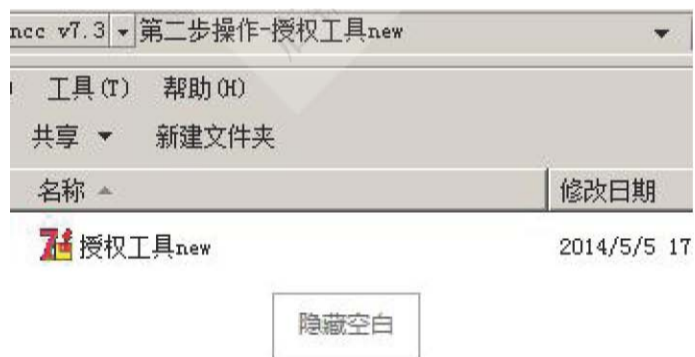 ncc v7.3 第二步操作-授权工具new
工具(T) 帮助(H)
共享 新建文件夹
名称 修改日期
授权工具new 2014/5/5 17
隐藏空白